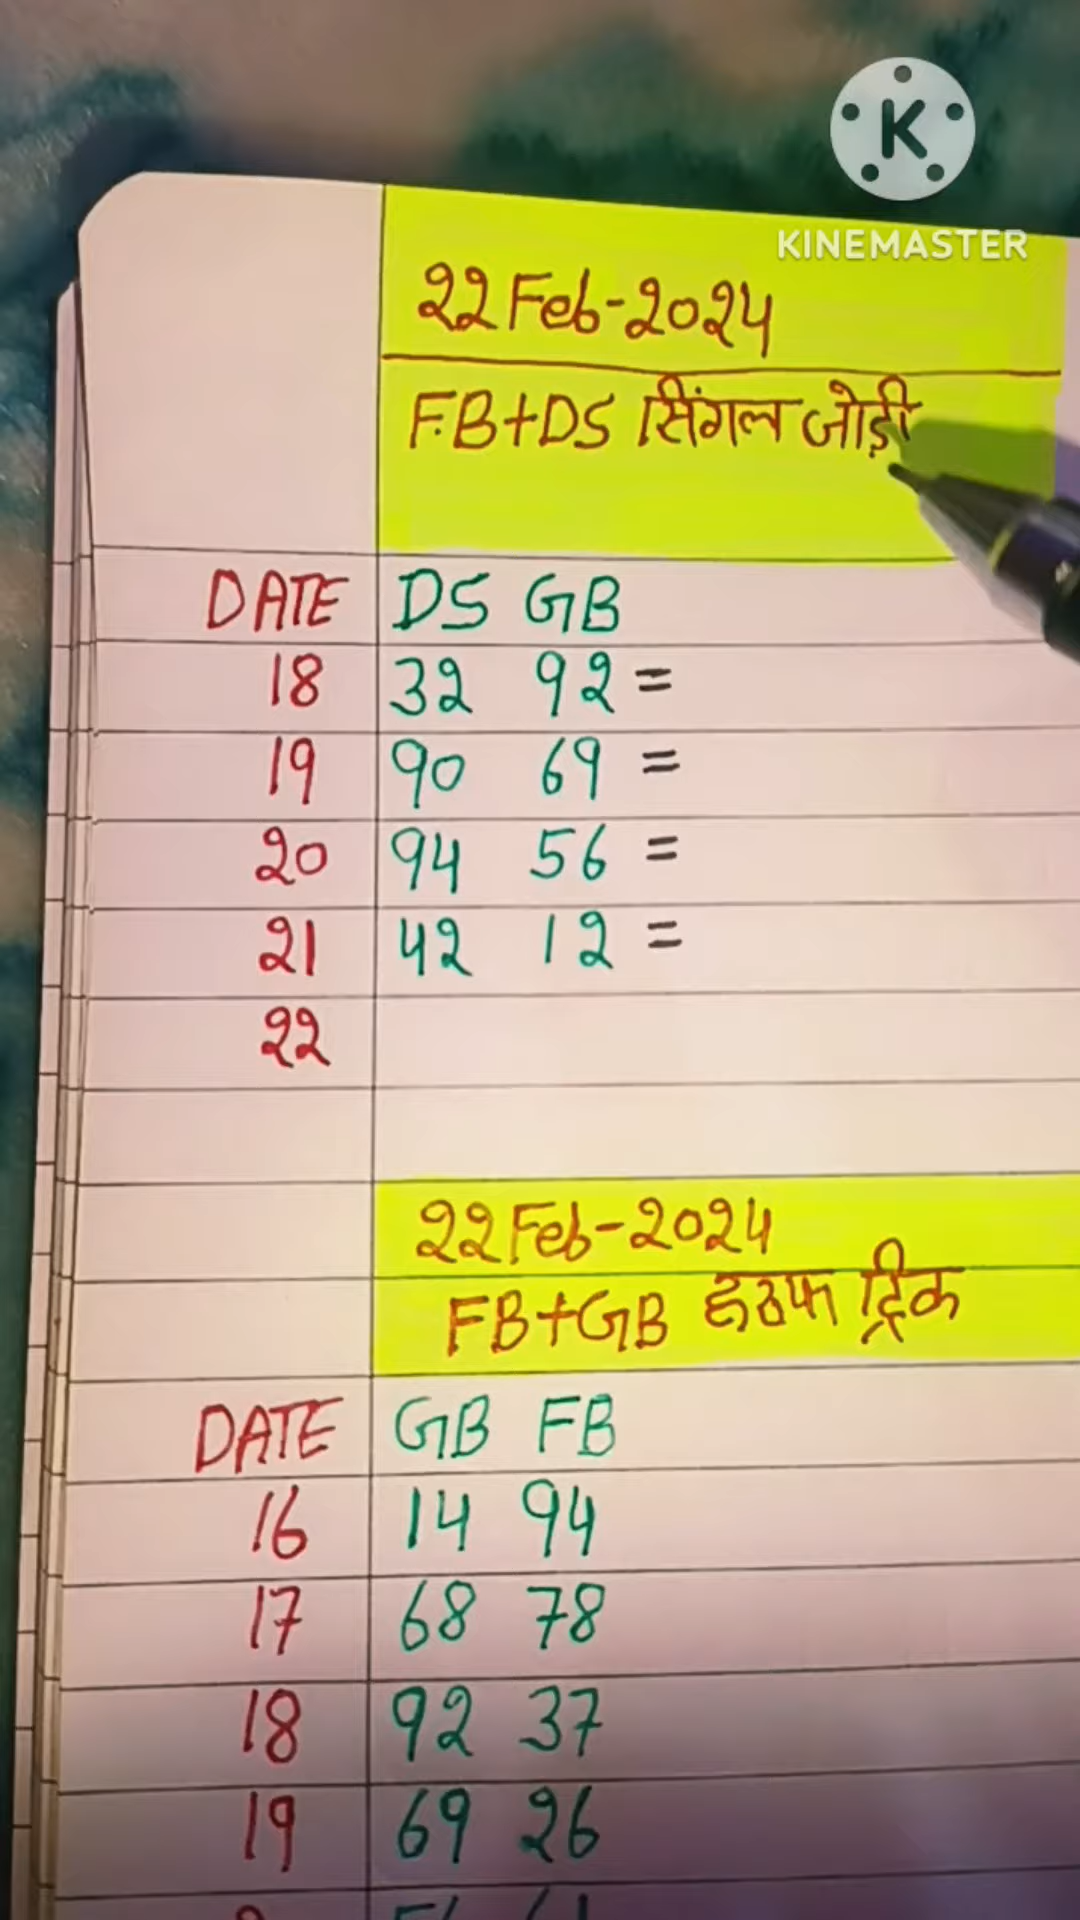 KINEMASTER
22 Feb-2024
F.B+DS सिंगल जोड़ी
DATE DS GB
18 32 92 =
19 90 69 =
20 94 56 =
21 42 12 =
22
22 Feb-2024
FB+GB हरुफ ट्रिक
DATE GB FB
16 14 94
17 68 78
18 92 37
19 69 26